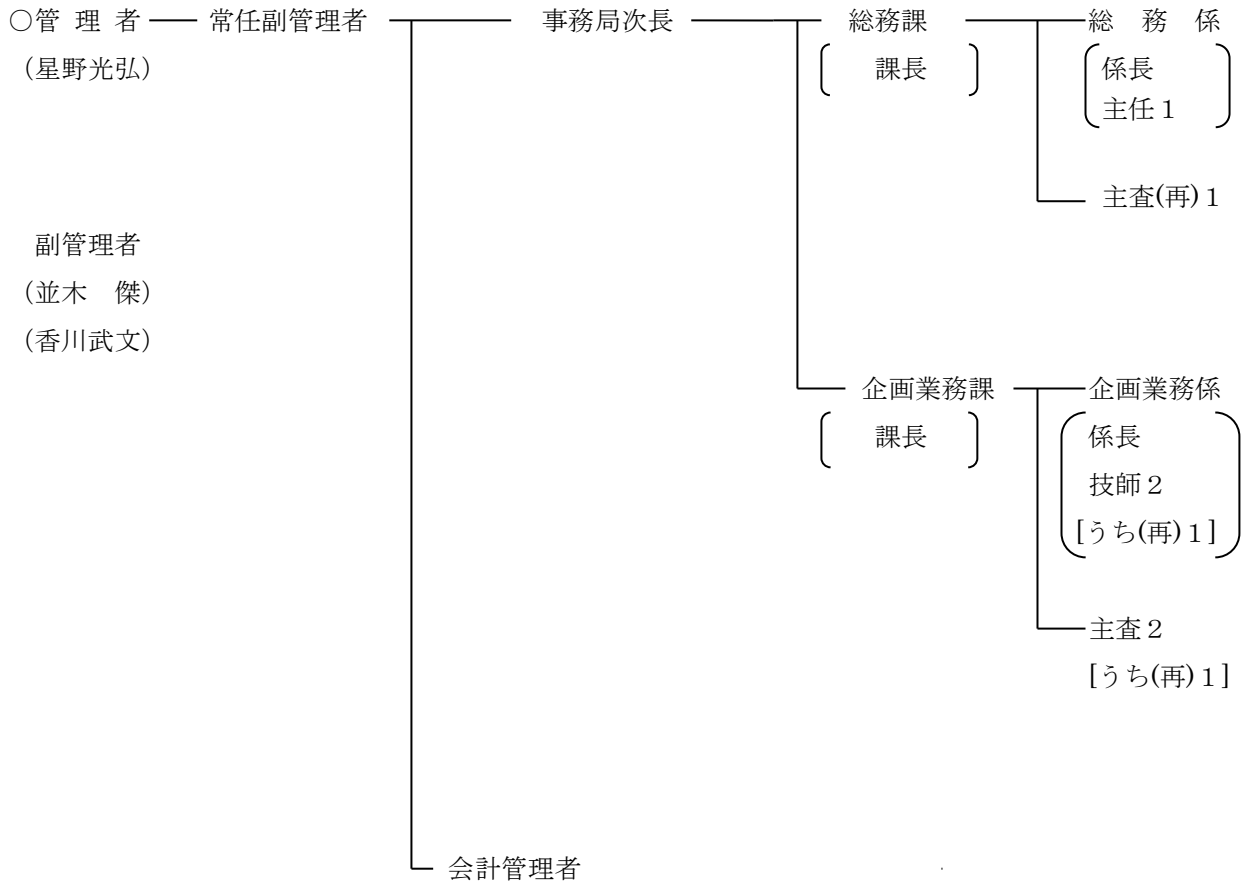 ○管 理 者 常任副管理者 事務局次長 総務課 総 務 係
（星野光弘） 課長 係長
主任１
主査(再)１
副管理者
（並木　傑）
（香川武文）
企画業務課 企画業務係
課長 係長
技師２
[うち(再)１]
主査２
[うち(再)１]
会計管理者